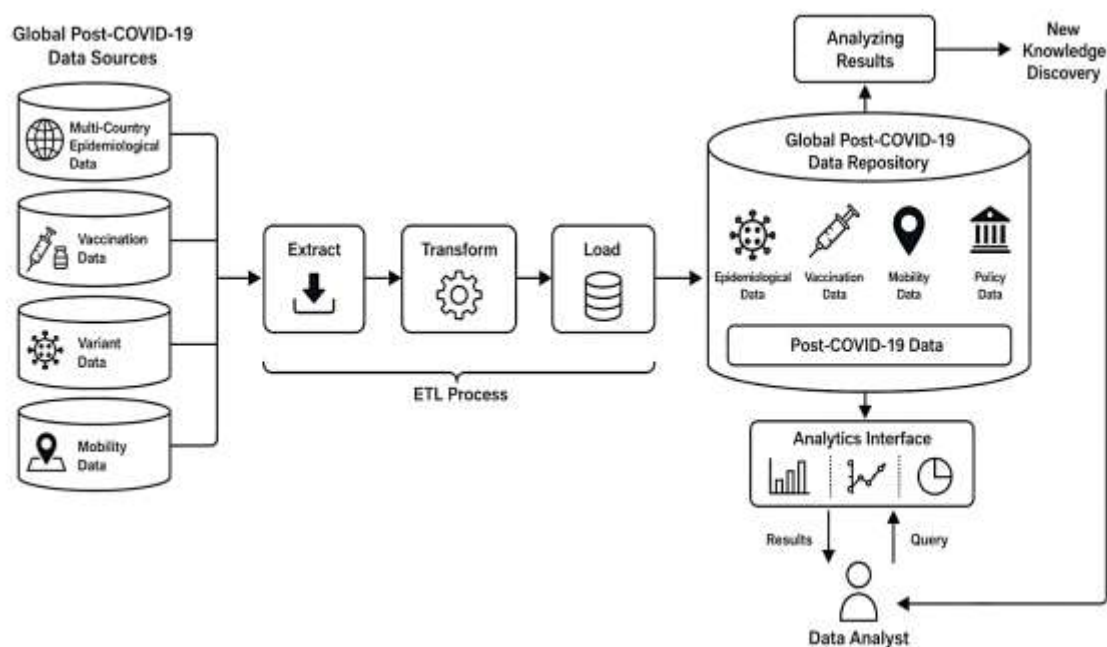 Global Post-COVID-19
Data Sources
Multi-Country
Epidemiological
Data
Vaccination
Data
Variant
Data
Mobility
Data
Extract
Transform
Load
ETL Process
Analyzing
Results
New
Knowledge
Discovery
Global Post-COVID-19
Data Repository
Epidemiological
Data
Vaccination
Data
Mobility
Data
Policy
Data
Post-COVID-19 Data
Analytics Interface
Results
Query
Data Analyst